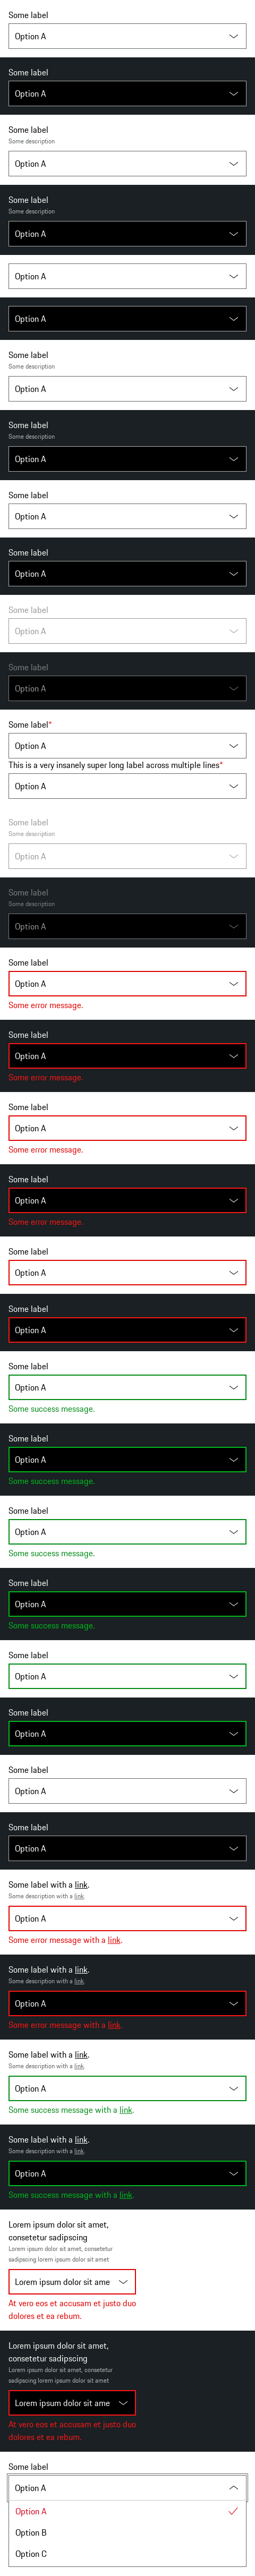 Some label
Option A
Some label
Option A
Some label
Some description
Option A
Some label
Some description
Option A
Option A
Option A
Some label
Some description
Option A
Some label
Some description
Option A
Some label
Option A
Some label
Option A
Some label
Option A
Some label
Option A
Some label*
Option A
This is a very insanely super long label across multiple lines*
Option A
Some label
Some description
Option A
Some label
Some description
Option A
Some label
Option A
Some error message.
Some label
Option A
Some error message.
Some label
Option A
Some error message.
Some label
Option A
Some error message.
Some label
Option A
Some label
Option A
Some label
Option A
Some success message.
Some label
Option A
Some success message.
Some label
Option A
Some success message.
Some label
Option A
Some success message.
Some label
Option A
Some label
Option A
Some label
Option A
Some label
Option A
Some label with a link.
Some description with a link.
Option A
Some error message with a link.
Some label with a link.
Some description with a link.
Option A
Some error message with a link.
Some label with a link.
Some description with a link.
Option A
Some success message with a link.
Some label with a link.
Some description with a link.
Option A
Some success message with a link.
Lorem ipsum dolor sit amet,
consetetur sadipscing
Lorem ipsum dolor sit amet, consetetur
sadipscing lorem ipsum dolor sit amet
Lorem ipsum dolor sit ame
At vero eos et accusam et justo duo
dolores et ea rebum.
Lorem ipsum dolor sit amet,
consetetur sadipscing
Lorem ipsum dolor sit amet, consetetur
sadipscing lorem ipsum dolor sit amet
Lorem ipsum dolor sit ame
At vero eos et accusam et justo duo
dolores et ea rebum.
Some label
Option A
Option A
Option B
Option C